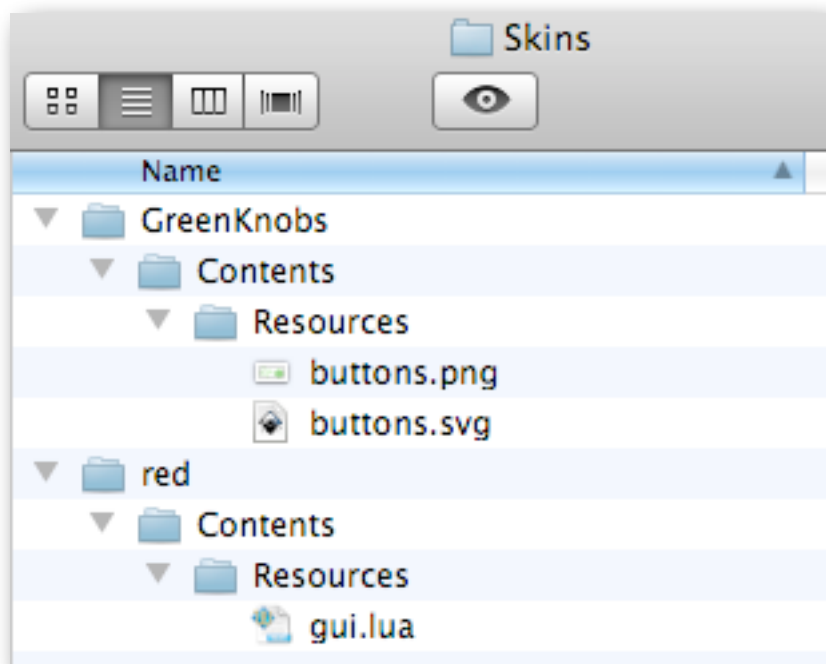 Skins
Name
GreenKnobs
Contents
Resources
buttons.png
buttons.svg
red
Contents
Resources
gui.lua